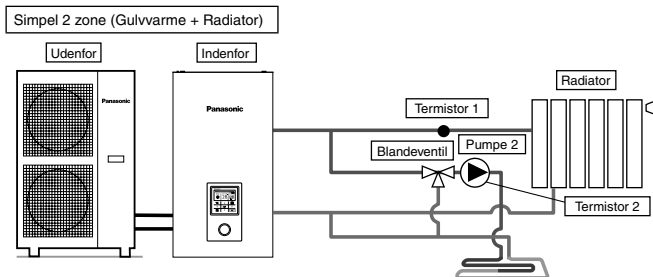 Simpel 2 zone (Gulvvarme + Radiator)
Udenfor
Indenfor
Radiator
Panasonic
Panasonic
Termistor 1
Blandeventil
Pumpe 2
Termistor 2